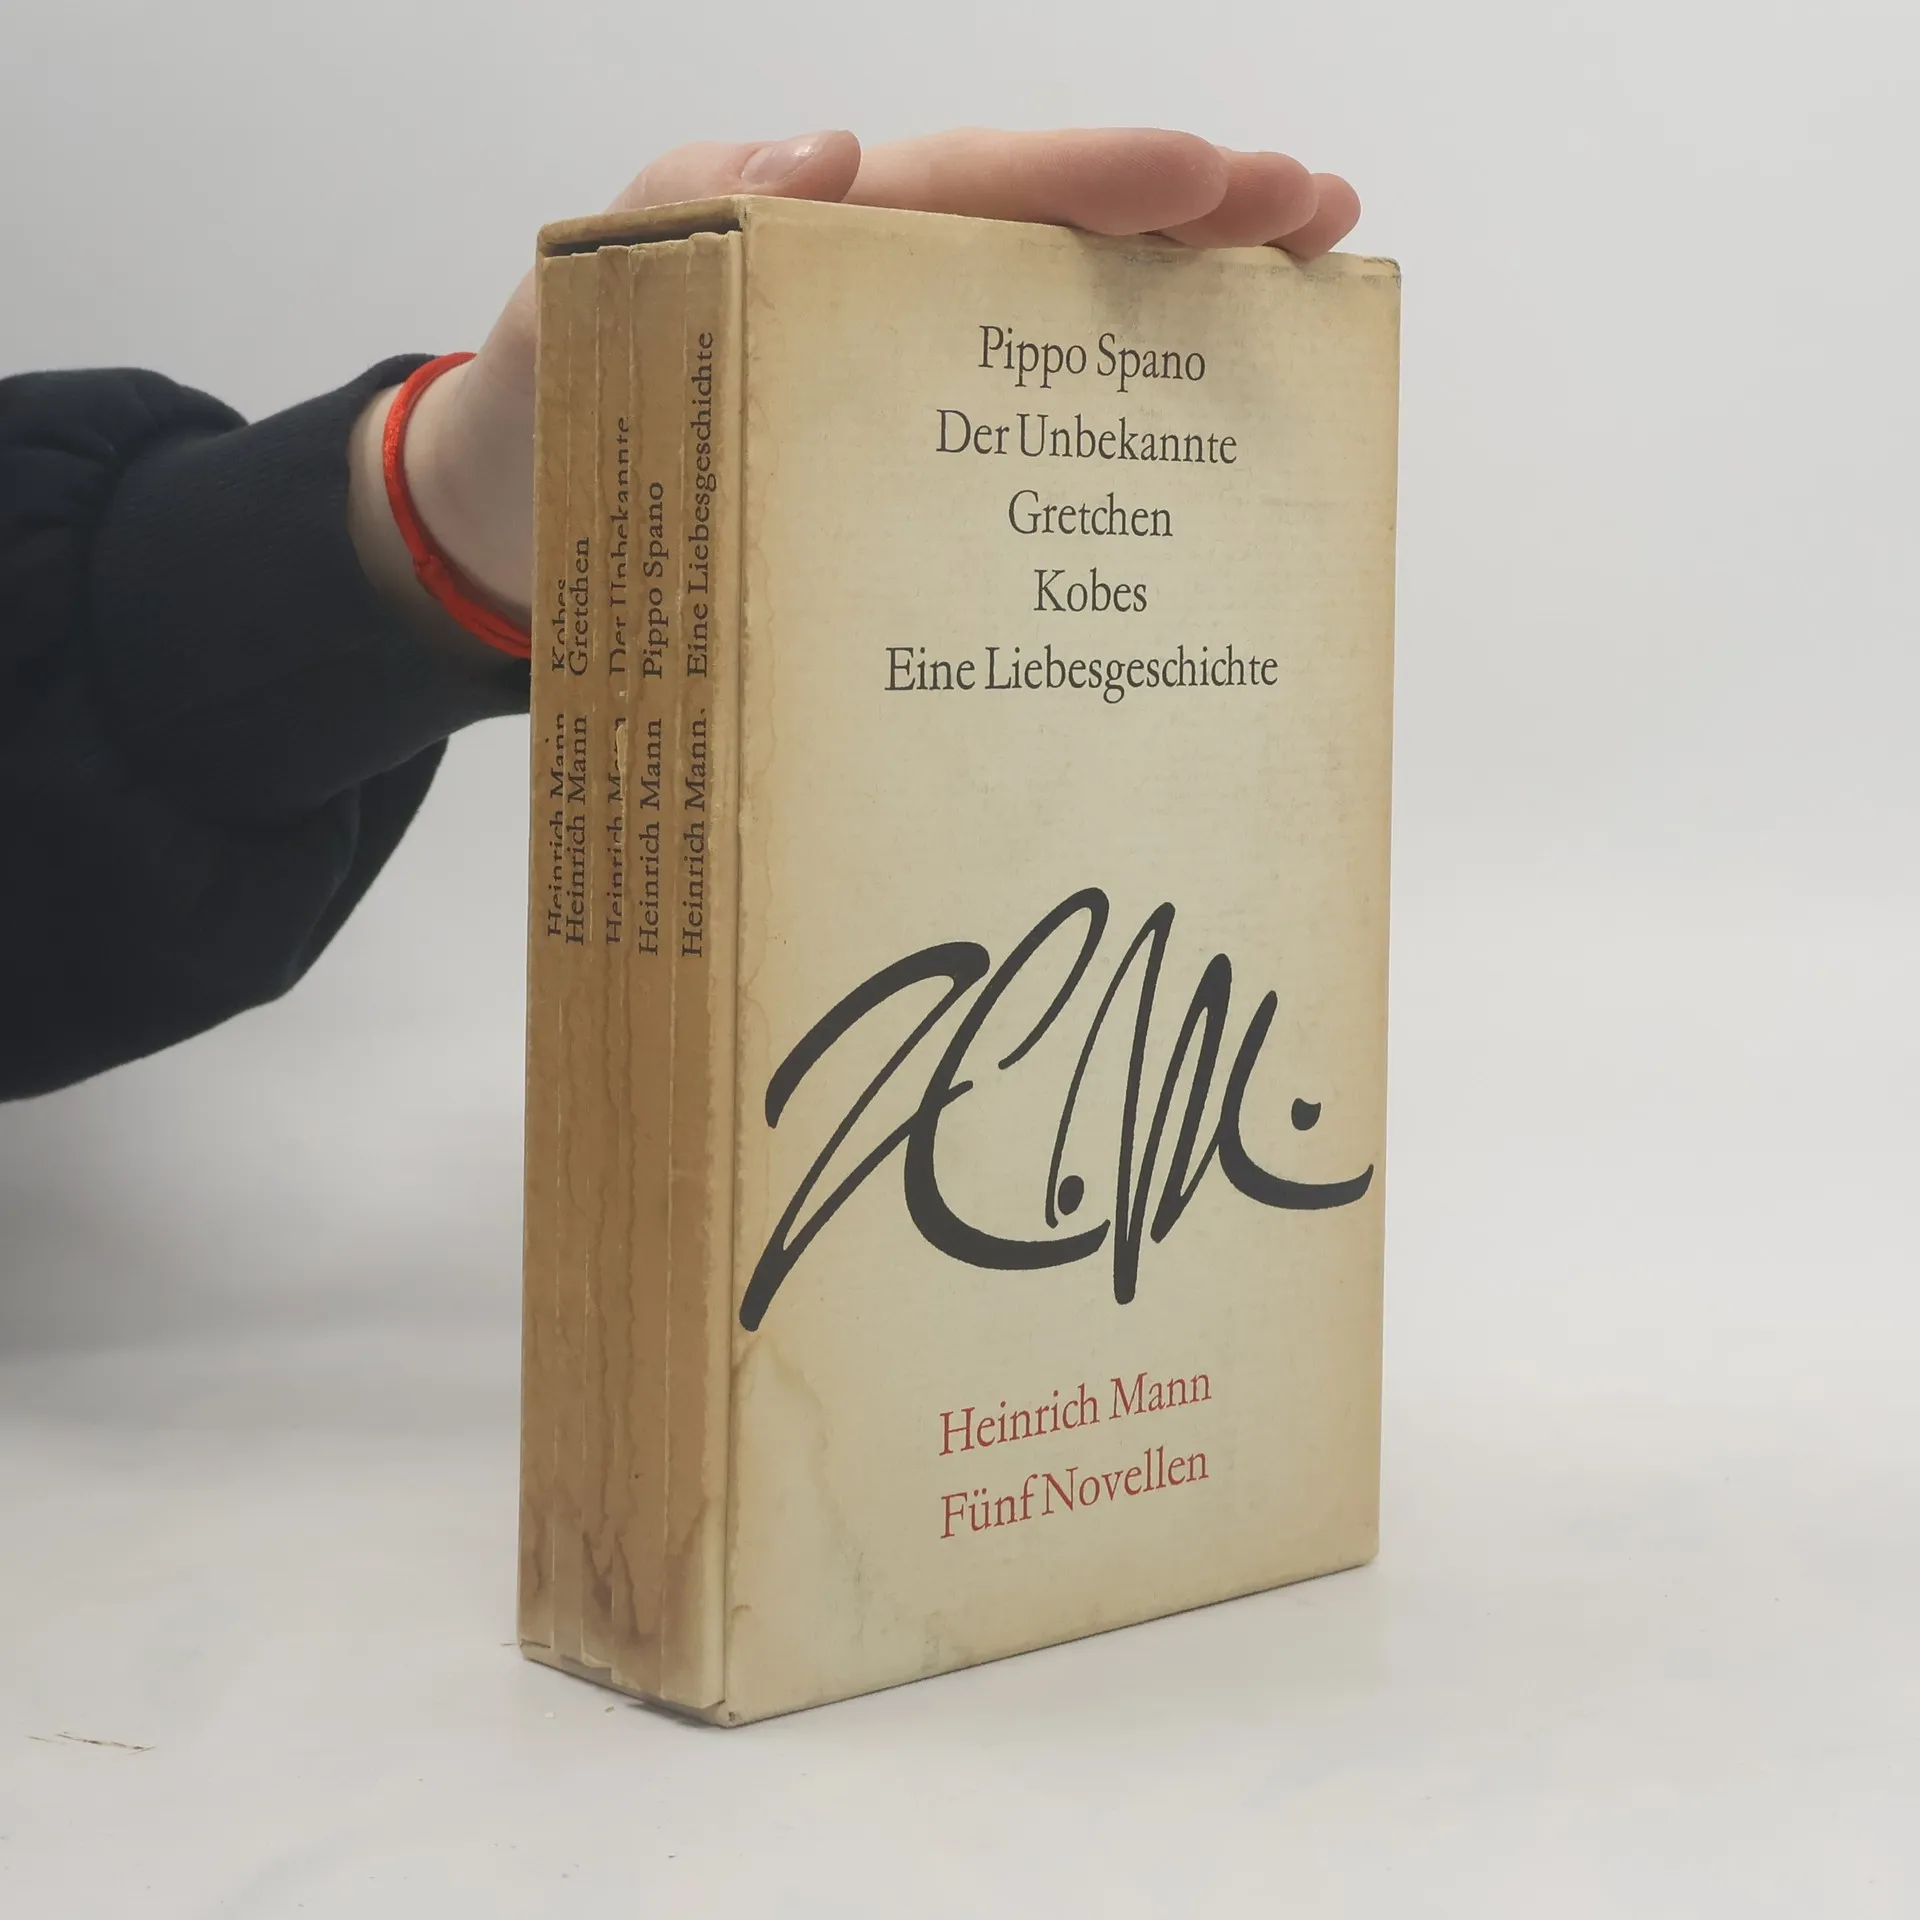 Heinrich Mann Kobes
Heinrich Mann Gretchen
Heinrich Mann Der Unbekannte
Heinrich Mann Pippo Spano
Heinrich Mann. Eine Liebesgeschichte
Pippo Spano
Der Unbekannte
Gretchen
Kobes
Eine Liebesgeschichte
H.M.
Heinrich Mann
Fünf Novellen